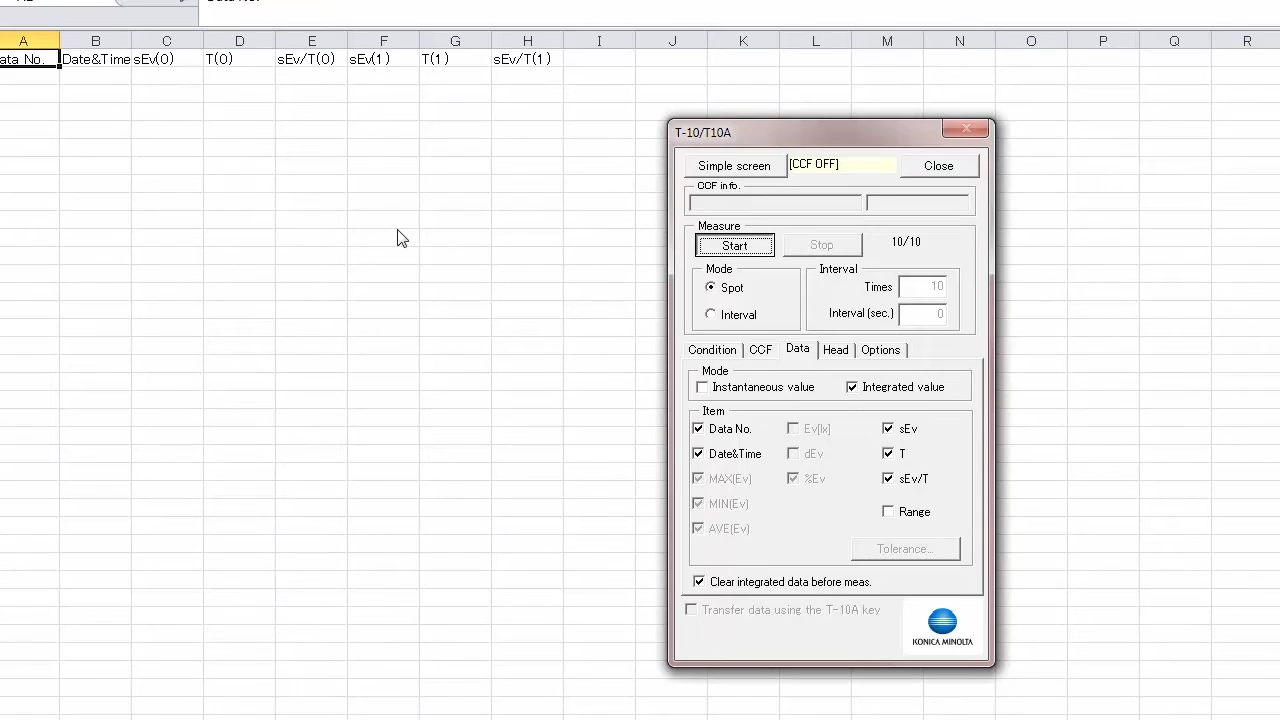 A B C D E F G H I J K L M N O P Q R
ata No. Date&Time sEv(0) T(0) sEv/T(0) sEv(1) T(1) sEv/T(1)
T-10/T10A
Simple screen [CCF OFF] Close
CCF info.
Measure
Start Stop 10/10
Mode Interval
Spot Times 10
Interval Interval (sec.) 0
Condition CCF Data Head Options
Mode
Instantaneous value Integrated value
Item
Data No. Ev[lx] sEv
Date&Time dEv T
MAX(Ev) %Ev sEv/T
MIN(Ev) Range
AVE(Ev)
Tolerance...
Clear integrated data before meas.
Transfer data using the T-10A key
KONICA MINOLTA